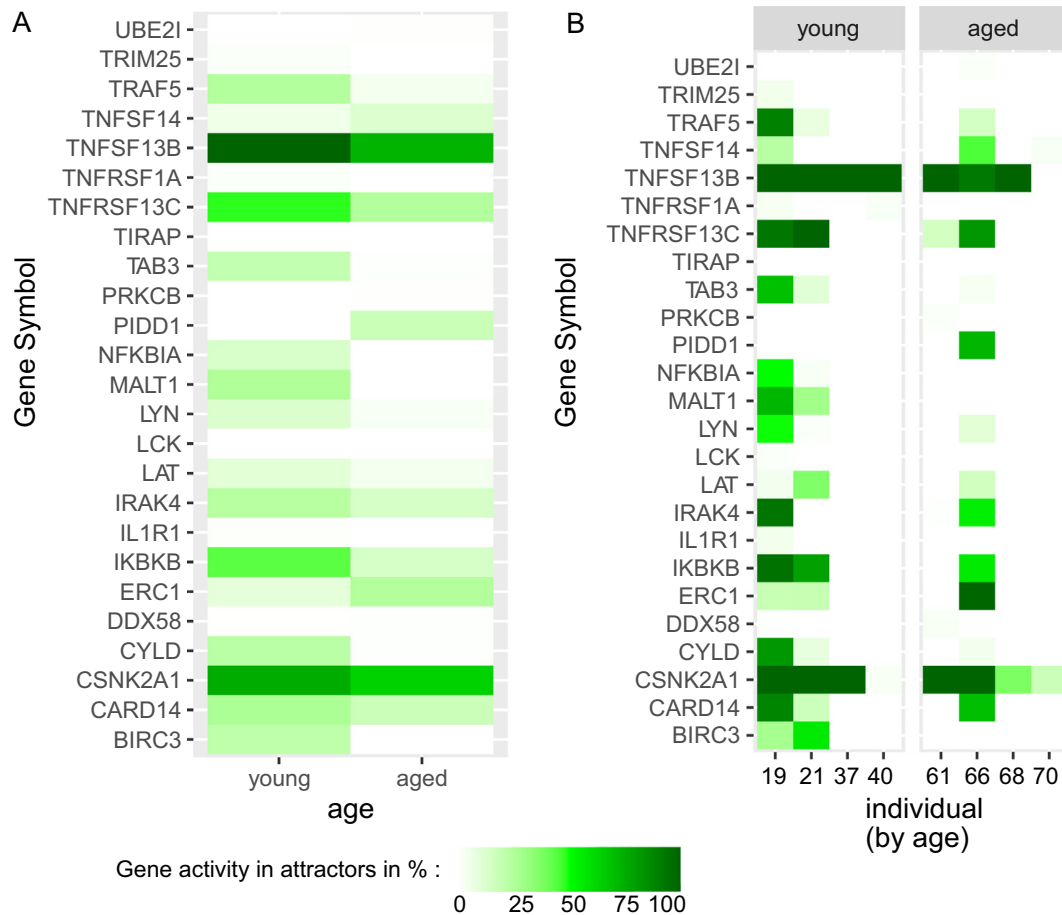 A
Gene Symbol
UBE2I
TRIM25
TRAF5
TNFSF14
TNFSF13B
TNFRSF1A
TNFRSF13C
TIRAP
TAB3
PRKCB
PIDD1
NFKBIA
MALT1
LYN
LCK
LAT
IRAK4
IL1R1
IKBKB
ERC1
DDX58
CYLD
CSNK2A1
CARD14
BIRC3
young aged
age
B
young aged
Gene Symbol
UBE2I
TRIM25
TRAF5
TNFSF14
TNFSF13B
TNFRSF1A
TNFRSF13C
TIRAP
TAB3
PRKCB
PIDD1
NFKBIA
MALT1
LYN
LCK
LAT
IRAK4
IL1R1
IKBKB
ERC1
DDX58
CYLD
CSNK2A1
CARD14
BIRC3
19 21 37 40 61 66 68 70
individual
(by age)
Gene activity in attractors in % :
0 25 50 75 100